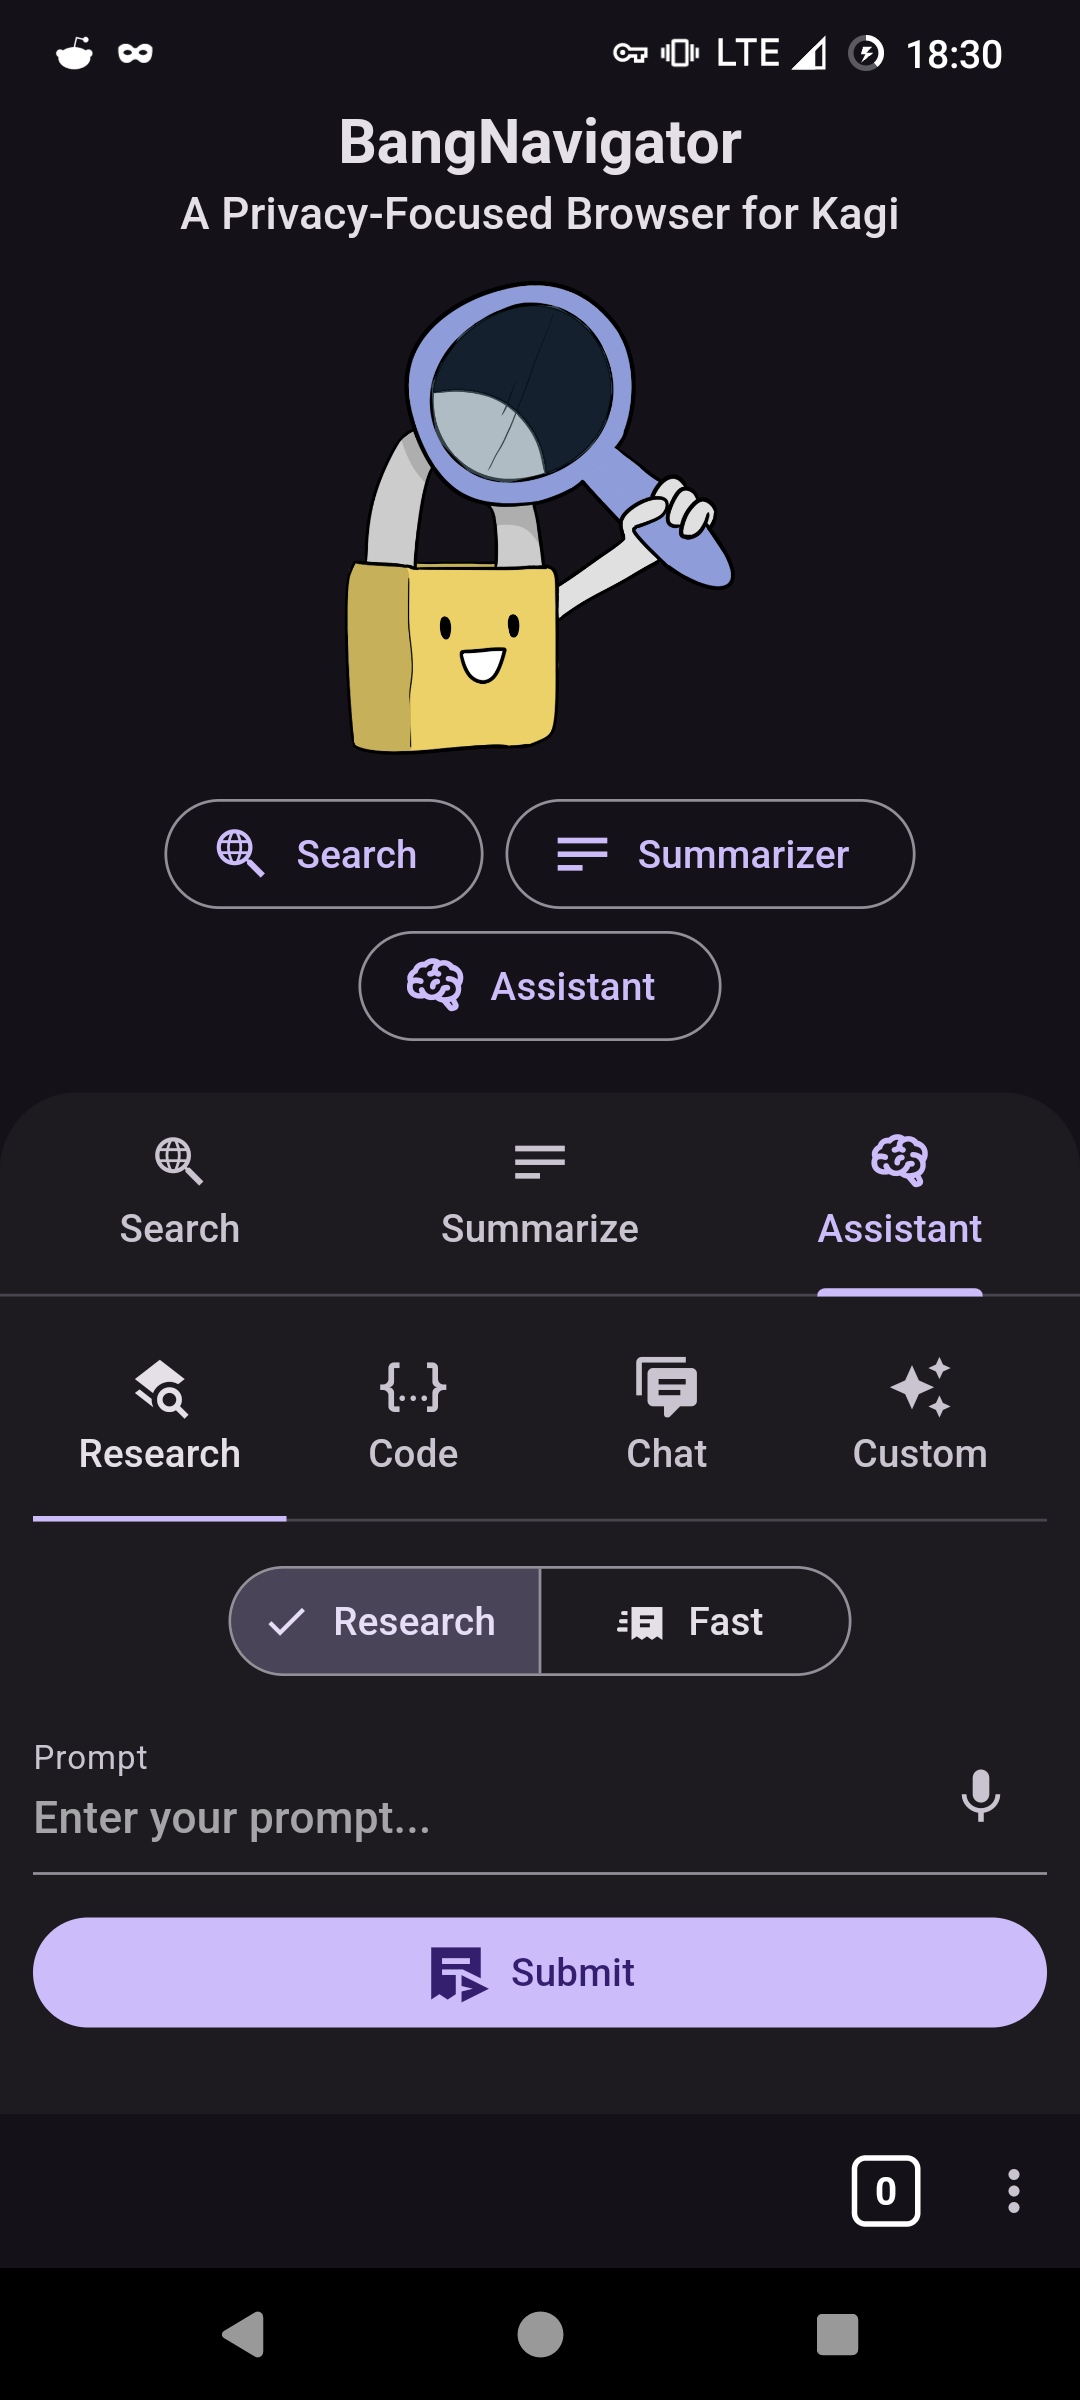 LTE 18:30
BangNavigator
A Privacy-Focused Browser for Kagi
Search Summarizer
Assistant
Search Summarize Assistant
{...}
Research Code Chat Custom
Research Fast
Prompt
Enter your prompt...
Submit
0